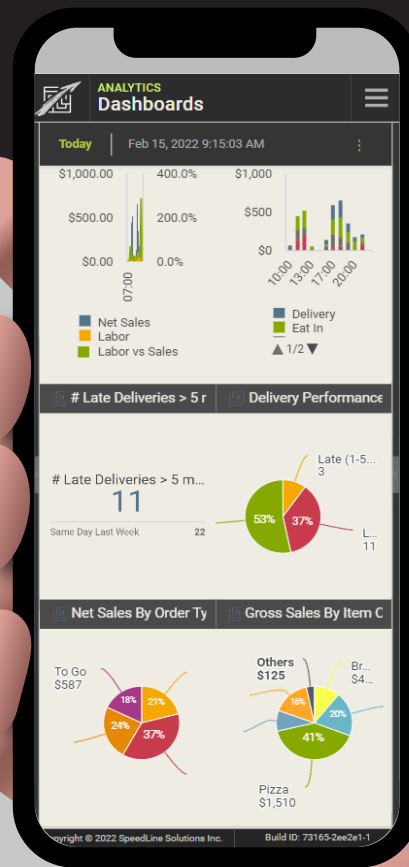 ANALYTICS
Dashboards
Today
Feb 15, 2022 9:15:03 AM
$1,000.00
400.0%
$500.00
200.0%
$0.00
0.0%
07:00
Net Sales
Labor
Labor vs Sales
$1,000
$500
$0
10:00
13:00
17:00
20:00
Delivery
Eat In
1/2
# Late Deliveries > 5 r
Delivery Performance
# Late Deliveries > 5 m...
11
Same Day Last Week
22
Late (1-5...
3
53%
37%
L...
11
Net Sales By Order Ty
Gross Sales By Item C
To Go
$587
18%
21%
24%
37%
Others
$125
Br...
$4...
16%
20%
41%
Pizza
$1,510
opyright © 2022 SpeedLine Solutions Inc.
Build ID: 73165-2ee2e1-1